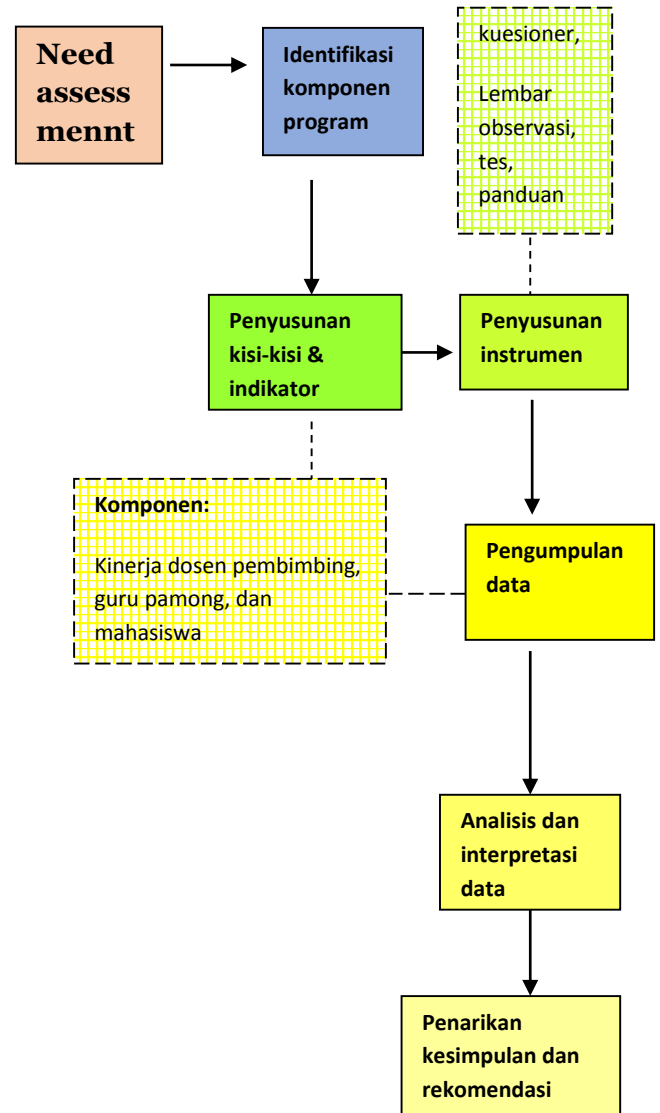 Need
assess
mennt
Identifikasi
komponen
program
kuesioner,
Lembar
observasi,
tes,
panduan
Penyusunan
kisi-kisi &
indikator
Penyusunan
instrumen
Komponen:
Kinerja dosen pembimbing,
guru pamong, dan
mahasiswa
Pengumpulan
data
Analisis dan
interpretasi
data
Penarikan
kesimpulan dan
rekomendasi